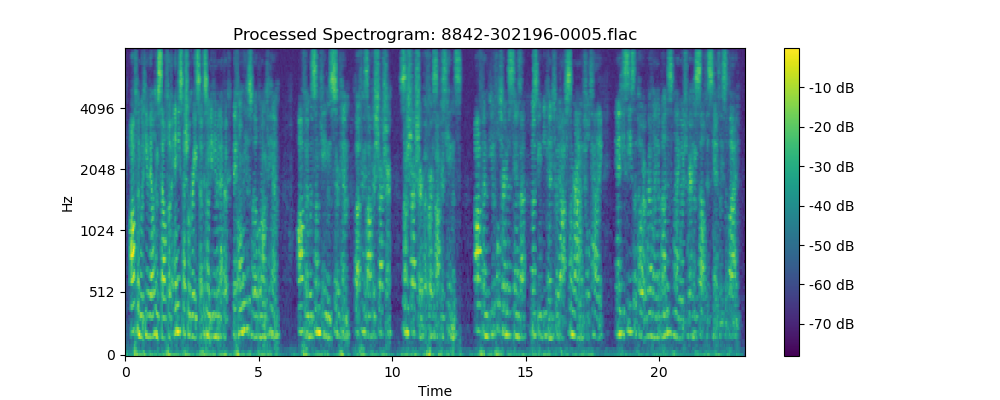 Processed Spectrogram: 8842-302196-0005.flac
Hz
4096
2048
1024
512
0
0 5 10 15 20
Time
-10 dB
-20 dB
-30 dB
-40 dB
-50 dB
-60 dB
-70 dB